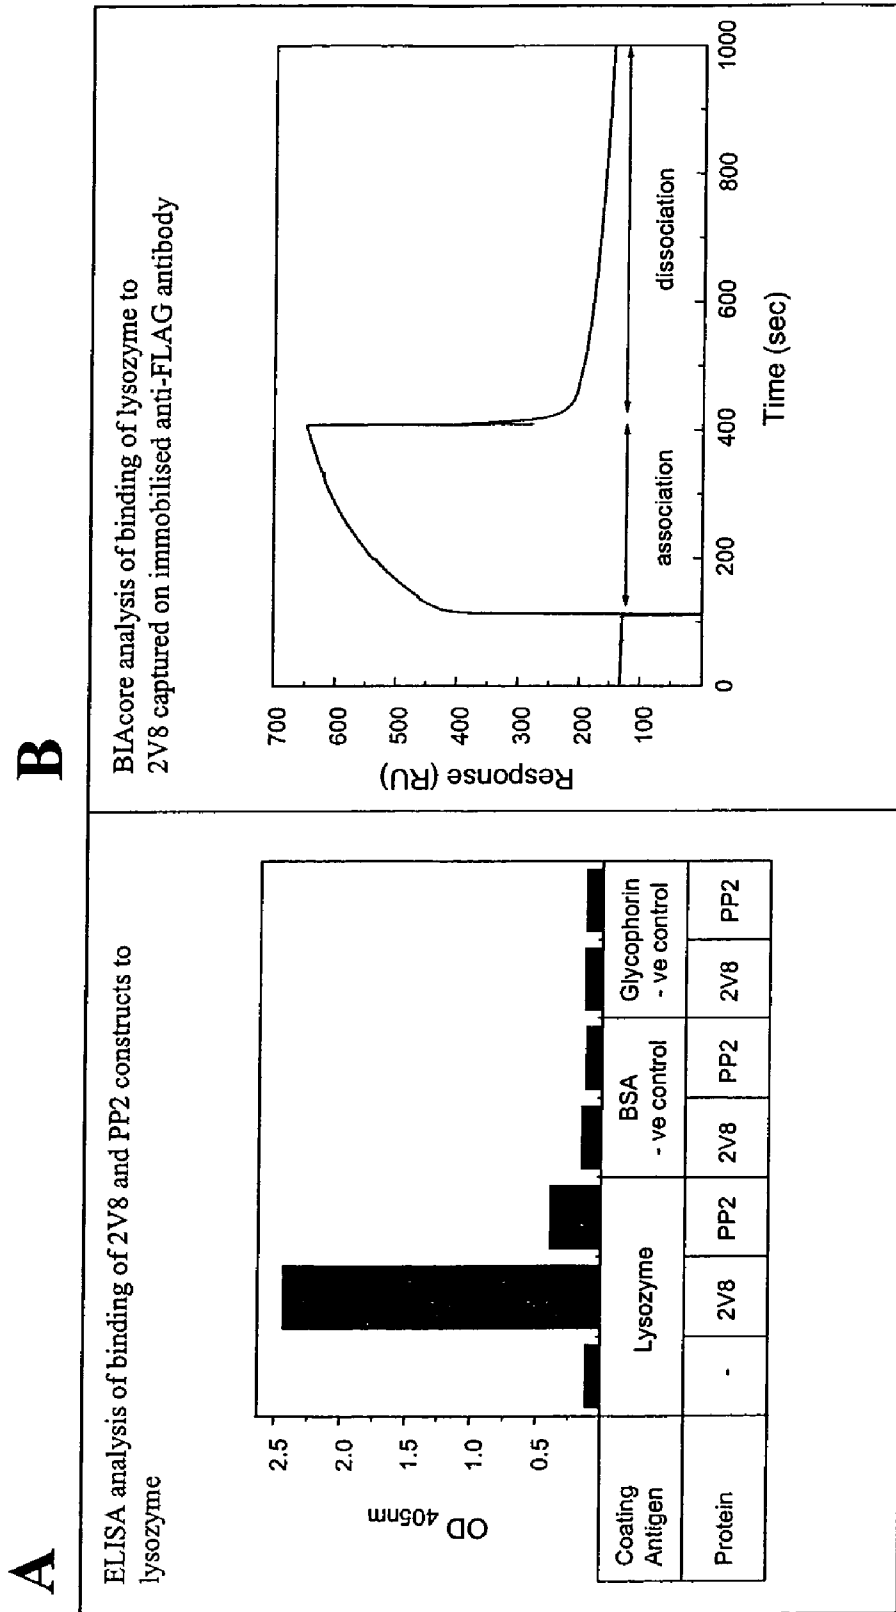 A
ELISA analysis of binding of 2V8 and PP2 constructs to
lysozyme
2.5
2.0
1.5
1.0
0.5
OD 405nm
Coating Antigen
Lysozyme
BSA - ve control
Glycophorin - ve control
Protein
-
2V8
PP2
2V8
PP2
2V8
PP2
B
BIAcore analysis of binding of lysozyme to
2V8 captured on immobilised anti-FLAG antibody
700
600
500
400
300
200
100
Response (RU)
association
dissociation
0
200
400
600
800
1000
Time (sec)